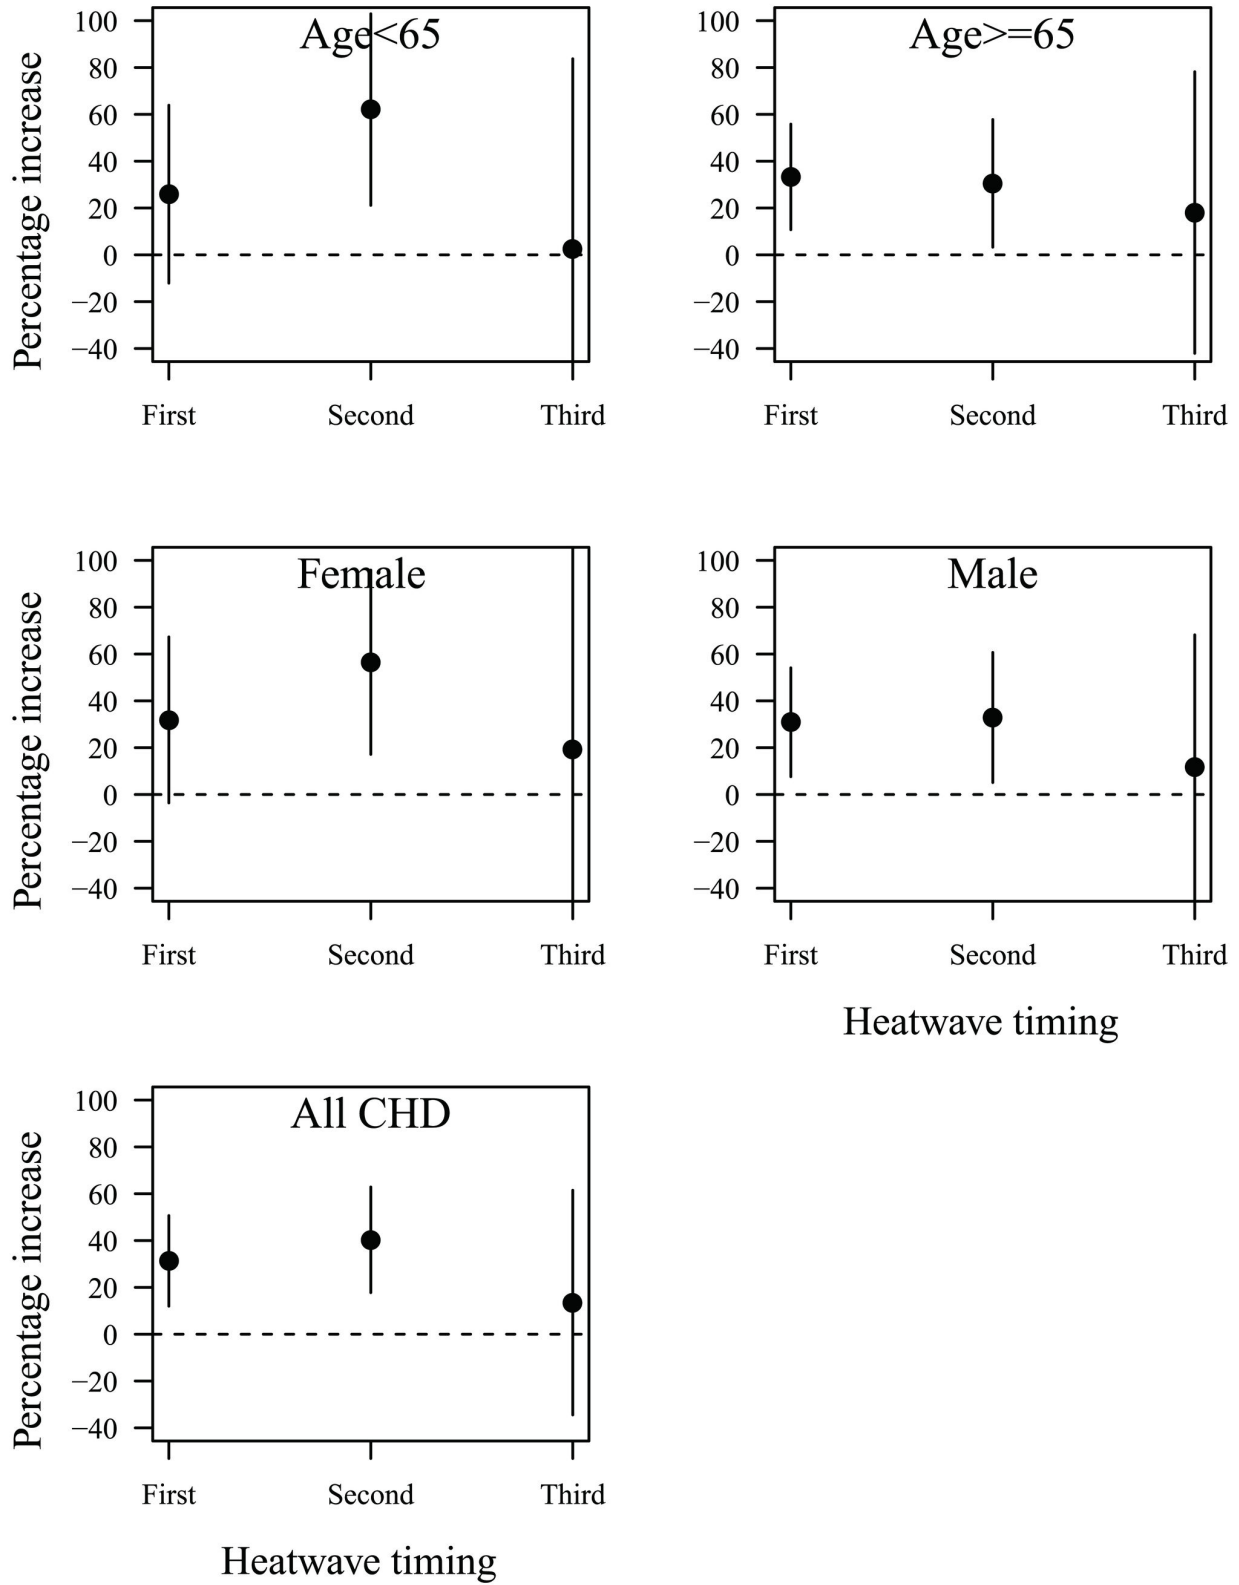 Age<65
Percentage increase
100
80
60
40
20
0
−20
−40
First Second Third
Age>=65
100
80
60
40
20
0
−20
−40
First Second Third
Female
Percentage increase
100
80
60
40
20
0
−20
−40
First Second Third
Male
100
80
60
40
20
0
−20
−40
First Second Third
Heatwave timing
All CHD
Percentage increase
100
80
60
40
20
0
−20
−40
First Second Third
Heatwave timing